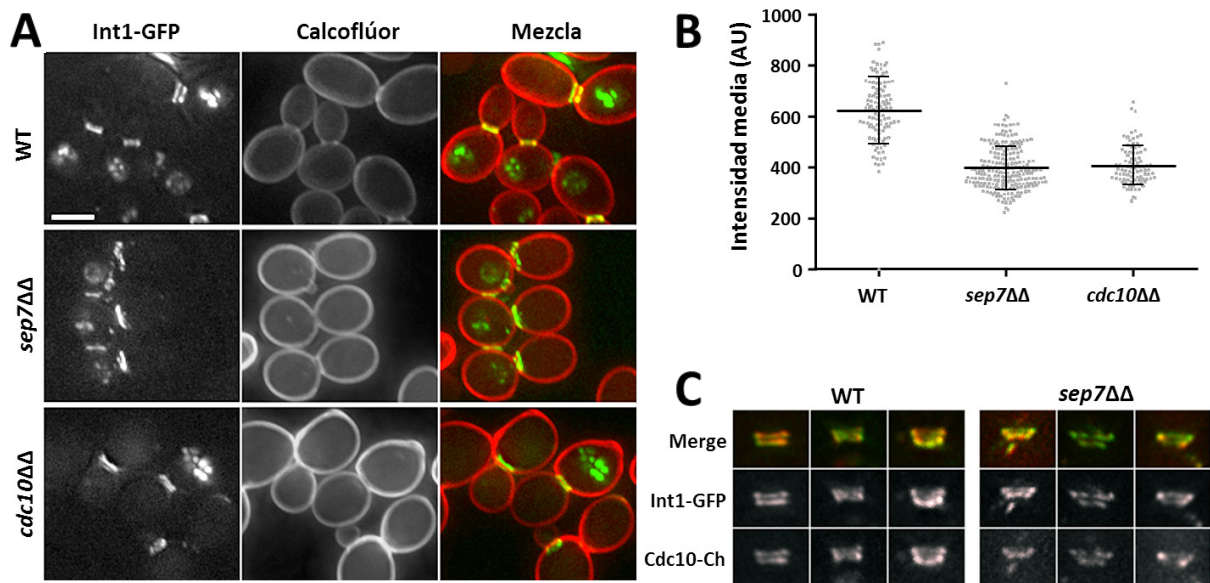 A
Int1-GFP
Calcoflúor
Mezcla
WT
sep7ΔΔ
cdc10ΔΔ
B
Intensidad media (AU)
1000
800
600
400
200
0
WT
sep7ΔΔ
cdc10ΔΔ
C
WT
sep7ΔΔ
Merge
Int1-GFP
Cdc10-Ch